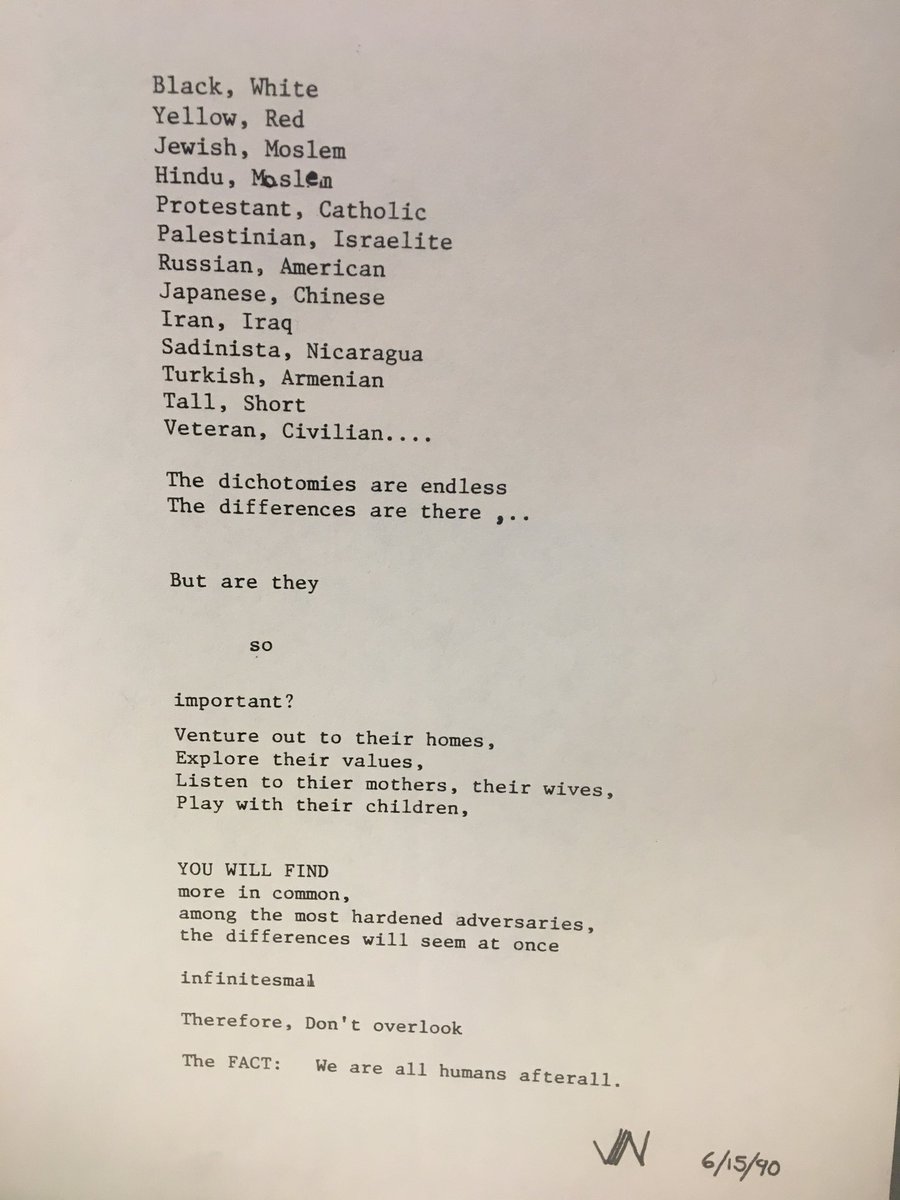 Black, White
Yellow, Red
Jewish, Moslem
Hindu, Moslem
Protestant, Catholic
Palestinian, Israelite
Russian, American
Japanese, Chinese
Iran, Iraq
Sadinista, Nicaragua
Turkish, Armenian
Tall, Short
Veteran, Civilian....
The dichotomies are endless
The differences are there ,..
But are they
so
important?
Venture out to their homes,
Explore their values,
Listen to thier mothers, their wives,
Play with their children,
YOU WILL FIND
more in common,
among the most hardened adversaries,
the differences will seem at once
infinitesmal
Therefore, Don't overlook
The FACT: We are all humans afterall.
6/15/90